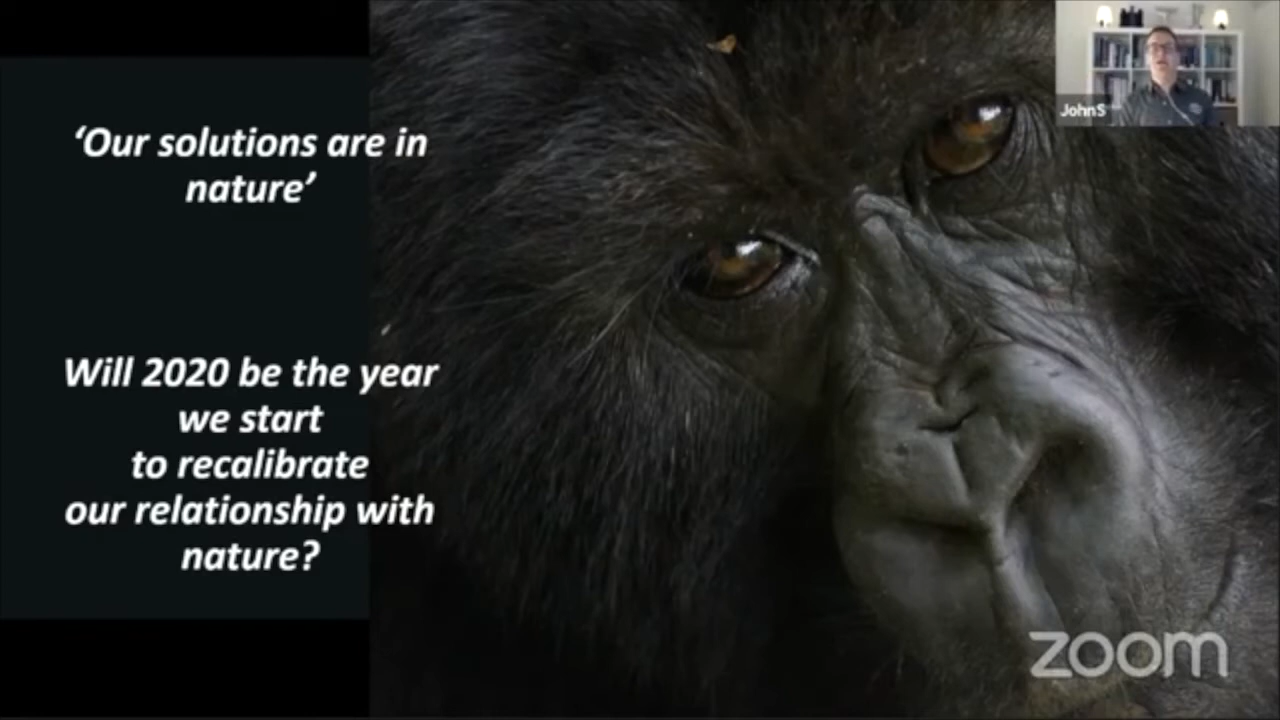 ‘Our solutions are in
nature’
Will 2020 be the year
we start
to recalibrate
our relationship with
nature?
JohnS
zoom